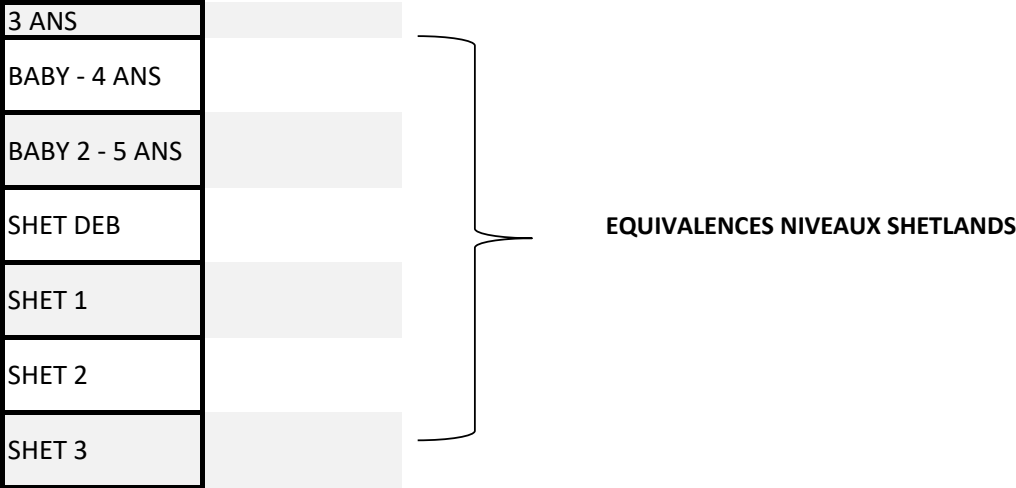 3 ANS
BABY - 4 ANS
BABY 2 - 5 ANS
SHET DEB
EQUIVALENCES NIVEAUX SHETLANDS
SHET 1
SHET 2
SHET 3